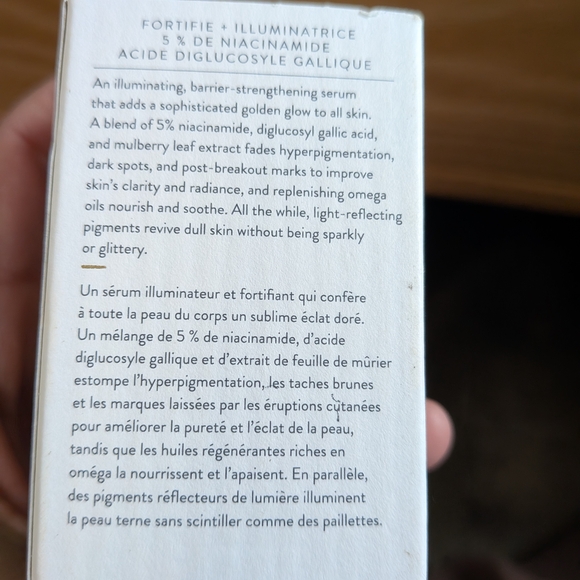 FORTIFIE + ILLUMINATRICE
5 % DE NIACINAMIDE
ACIDE DIGLUCOSYLE GALLIQUE
An illuminating, barrier-strengthening serum
that adds a sophisticated golden glow to all skin.
A blend of 5% niacinamide, diglucosyl gallic acid,
and mulberry leaf extract fades hyperpigmentation,
dark spots, and post-breakout marks to improve
skin's clarity and radiance, and replenishing omega
oils nourish and soothe. All the while, light-reflecting
pigments revive dull skin without being sparkly
or glittery.
Un sérum illuminateur et fortifiant qui confère
à toute la peau du corps un sublime éclat doré.
Un mélange de 5 % de niacinamide, d'acide
diglucosyle gallique et d'extrait de feuille de mûrier
estompe l'hyperpigmentation, les taches brunes
et les marques laissées par les éruptions cutanées
pour améliorer la pureté et l'éclat de la peau,
tandis que les huiles régénérantes riches en
oméga la nourrissent et l'apaisent. En parallèle,
des pigments réflecteurs de lumière illuminent
la peau terne sans scintiller comme des paillettes.